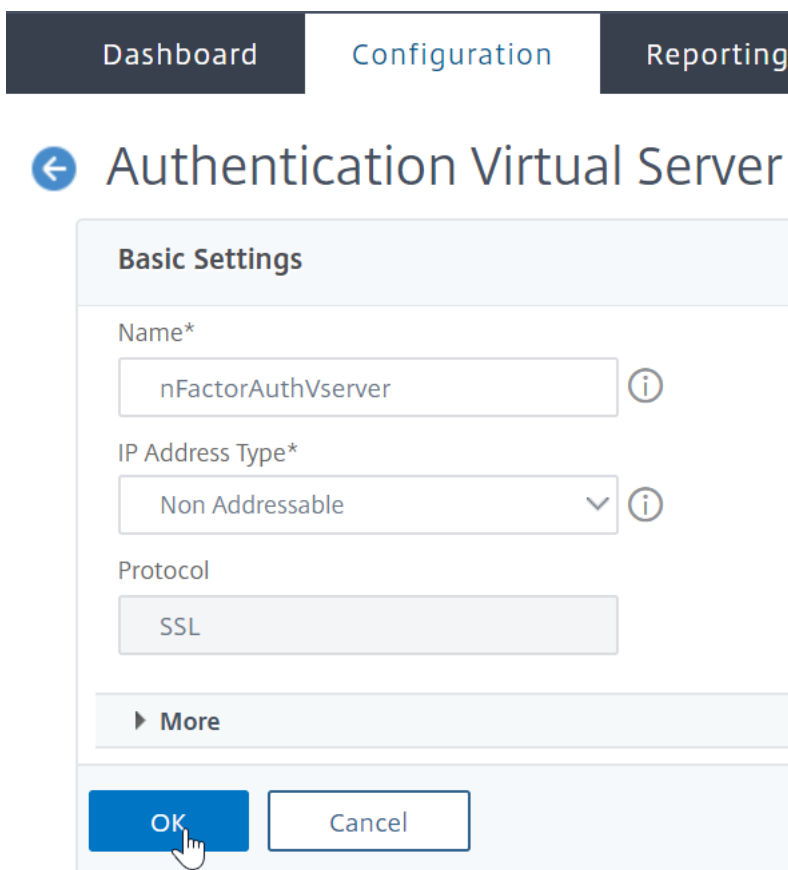 Dashboard Configuration Reporting
Authentication Virtual Server
Basic Settings
Name*
nFactorAuthVserver
IP Address Type*
Non Addressable
Protocol
SSL
More
OK Cancel